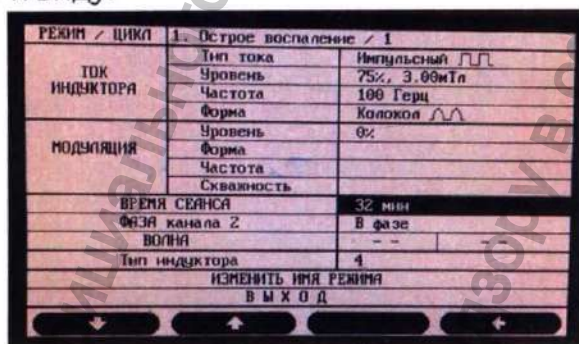 РЕЖИМ / ЦИКЛ 1. Острое воспаление / 1
ТОК ИНДУКТОРА
Тип тока Импульсный
Уровень 75%, 3.00мТл
Частота 100 Герц
Форма Колокол
МОДУЛЯЦИЯ
Уровень 0%
Форма
Частота
Скважность
ВРЕМЯ СЕАНСА 32 мин
ФАЗА канала 2 В фазе
ВОЛНА - - - -
Тип индуктора 4
ИЗМЕНИТЬ ИМЯ РЕЖИМА
ВЫХОД